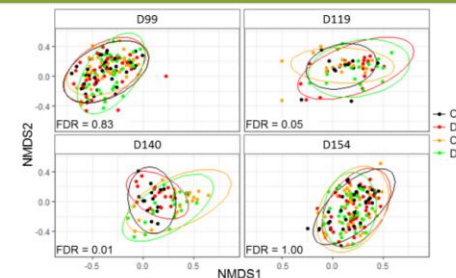 D99
D119
0.4
0.0
-0.4
FDR = 0.83
FDR = 0.05
D140
D154
0.4
0.0
-0.4
FDR = 0.01
FDR = 1.00
-0.5
0.0
0.5
0.5
0.0
0.5
NMDS1
NMDS2
D
D